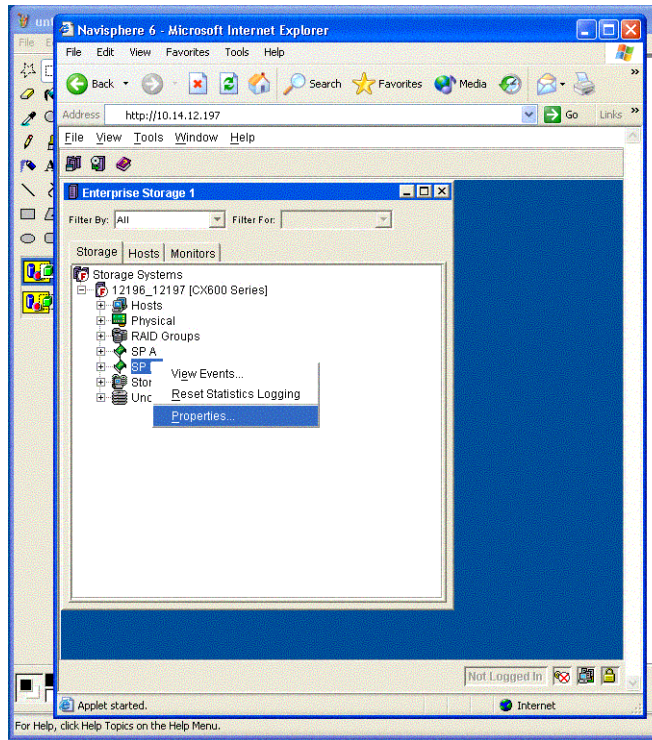 Navisphere 6 - Microsoft Internet Explorer
File Edit View Favorites Tools Help
Back Search Favorites Media
Address http://10.14.12.197 Go Links
File View Tools Window Help
Enterprise Storage 1
Filter By: All Filter For:
Storage Hosts Monitors
Storage Systems
12196_12197 [CX600 Series]
Hosts
Physical
RAID Groups
SP A
SP
View Events...
Reset Statistics Logging
Properties...
Not Logged In
Applet started. Internet
For Help, click Help Topics on the Help Menu.